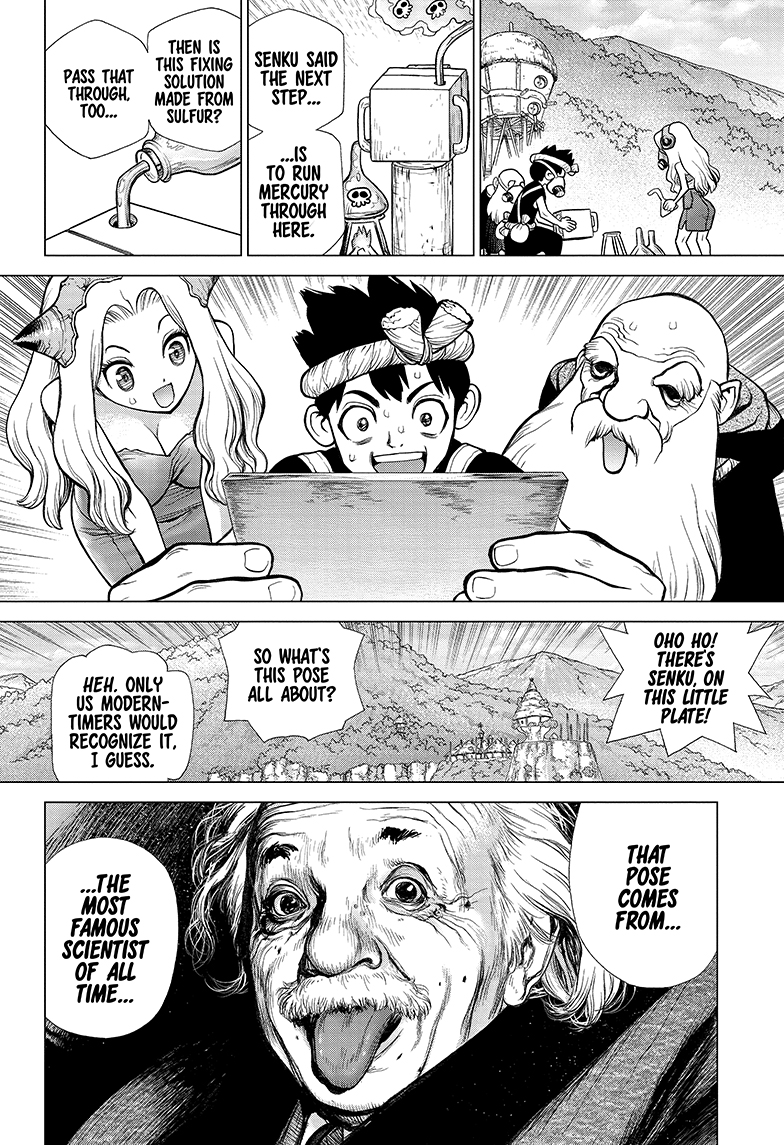 SENKU SAID
THE NEXT
STEP...
...IS
TO RUN
MERCURY
THROUGH
HERE.
THEN IS
THIS FIXING
SOLUTION
MADE FROM
SULFUR?
PASS THAT
THROUGH,
TOO...
OHO HO!
THERE'S
SENKU, ON
THIS LITTLE
PLATE!
SO WHAT'S
THIS POSE
ALL ABOUT?
HEH. ONLY
US MODERN-
TIMERS WOULD
RECOGNIZE IT,
I GUESS.
THAT
POSE
COMES
FROM...
...THE
MOST
FAMOUS
SCIENTIST
OF ALL
TIME...